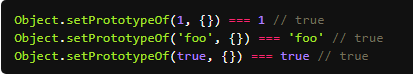 Object.setPrototypeOf(1, {}) === 1 // true
Object.setPrototypeOf('foo', {}) === 'foo' // true
Object.setPrototypeOf(true, {}) === true // true